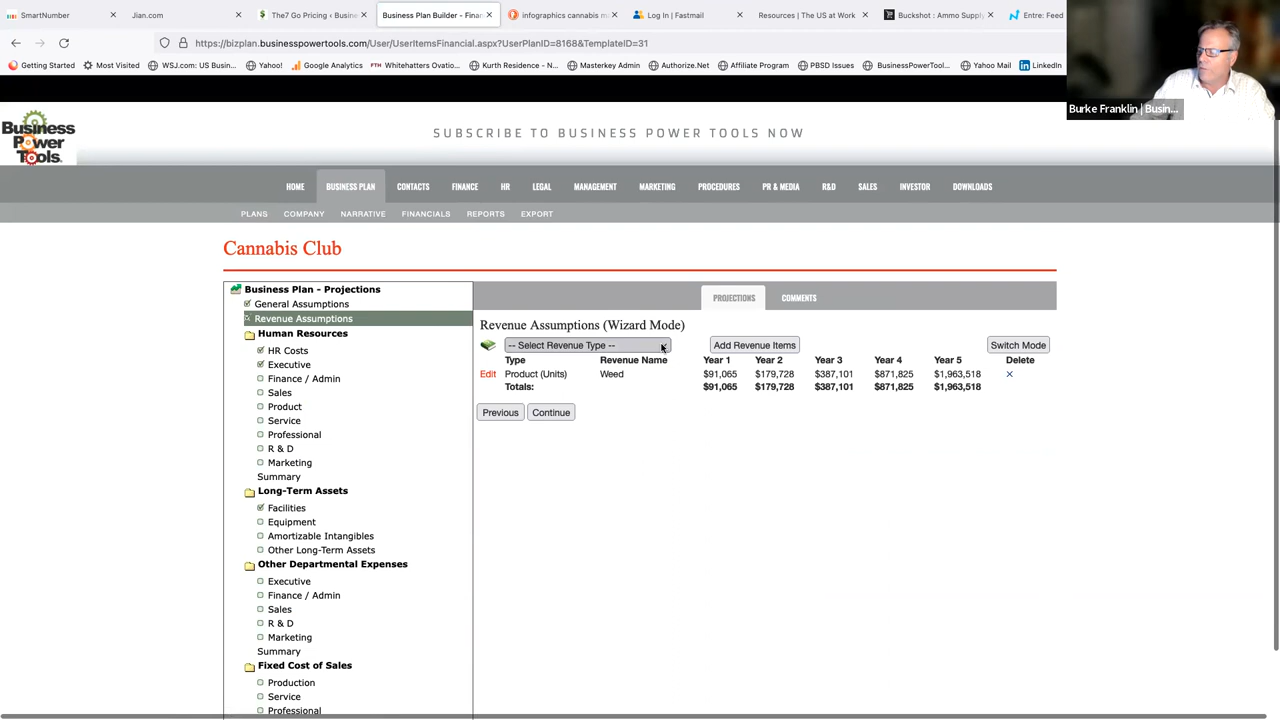 SmartNumber
Jian.com
The7 Go Pricing ‹ Busine
Business Plan Builder - Finan
infographics cannabis ma
Log In | Fastmail
Resources | The US at Work
Buckshot : Ammo Supply
Entre: Feed
https://bizplan.businesspowertools.com/User/UserItemsFinancial.aspx?UserPlanID=8168&TemplateID=31
Getting Started
Most Visited
WSJ.com: US Busin...
Yahoo!
Google Analytics
FTH Whitehatters Ovatio...
Kurth Residence - N...
Masterkey Admin
Authorize.Net
Affiliate Program
PBSD Issues
BusinessPowerTool...
Yahoo Mail
LinkedIn
Burke Franklin | Busin...
Business
Power
Tools
SUBSCRIBE TO BUSINESS POWER TOOLS NOW
HOME BUSINESS PLAN CONTACTS FINANCE HR LEGAL MANAGEMENT MARKETING PROCEDURES PR & MEDIA R&D SALES INVESTOR DOWNLOADS
PLANS COMPANY NARRATIVE FINANCIALS REPORTS EXPORT
Cannabis Club
Business Plan - Projections
General Assumptions
Revenue Assumptions
Human Resources
HR Costs
Executive
Finance / Admin
Sales
Product
Service
Professional
R & D
Marketing
Summary
Long-Term Assets
Facilities
Equipment
Amortizable Intangibles
Other Long-Term Assets
Other Departmental Expenses
Executive
Finance / Admin
Sales
R & D
Marketing
Summary
Fixed Cost of Sales
Production
Service
Professional
PROJECTIONS COMMENTS
Revenue Assumptions (Wizard Mode)
-- Select Revenue Type -- Add Revenue Items Switch Mode
Type Revenue Name Year 1 Year 2 Year 3 Year 4 Year 5 Delete
Edit Product (Units) Weed $91,065 $179,728 $387,101 $871,825 $1,963,518
Totals: $91,065 $179,728 $387,101 $871,825 $1,963,518
Previous Continue